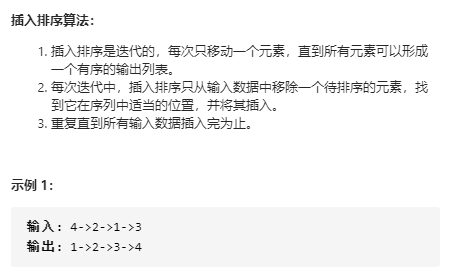 插入排序算法：
1. 插入排序是迭代的，每次只移动一个元素，直到所有元素可以形成
一个有序的输出列表。
2. 每次迭代中，插入排序只从输入数据中移除一个待排序的元素，找
到它在序列中适当的位置，并将其插入。
3. 重复直到所有输入数据插入完为止。
示例 1：
输入: 4->2->1->3
输出: 1->2->3->4